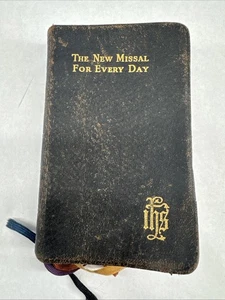 The New Missal
For Every Day
ihs